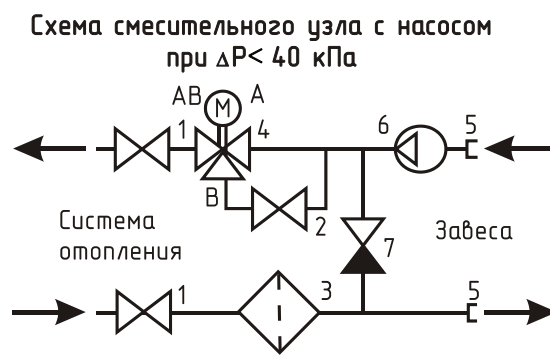 Схема смесительного узла с насосом
при ΔP< 40 кПа
AB
M
A
1
4
6
5
B
2
Система
отопления
7
Завеса
1
3
5